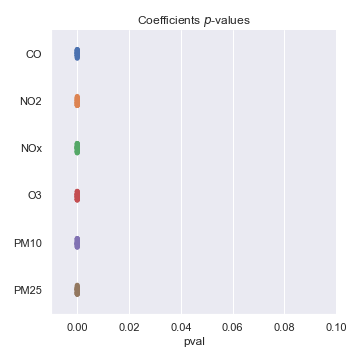 Coefficients p-values
CO
NO2
NOx
O3
PM10
PM25
0.00 0.02 0.04 0.06 0.08 0.10
pval